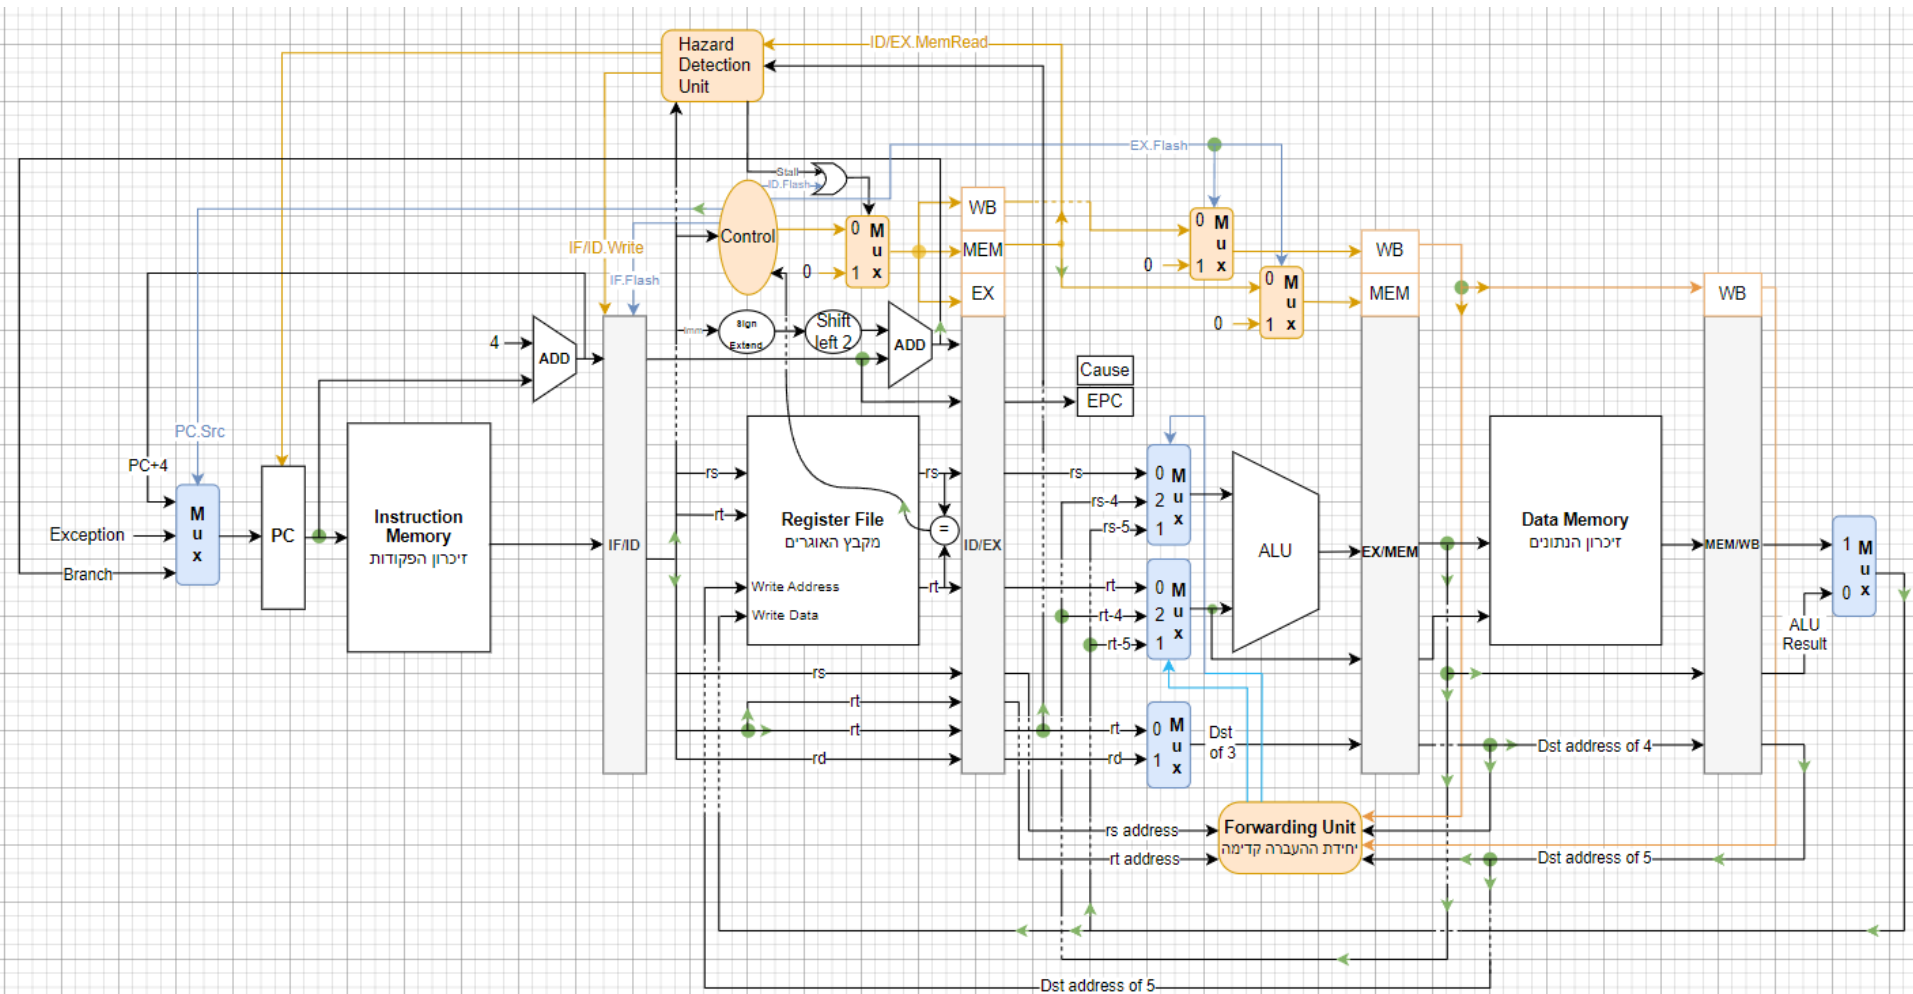 Hazard
Detection
Unit
ID/EX.MemRead
EX.Flash
Stall
ID.Flash
Control
0 M
u
1 x
0
WB
MEM
EX
0 M
u
1 x
0
0 M
u
1 x
0
WB
MEM
WB
IF/ID.Write
IF.Flash
Imm
Sign
Extend
Shift
left 2
ADD
4
ADD
Cause
EPC
PC.Src
PC+4
Exception
Branch
M
u
x
PC
Instruction
Memory
זיכרון הפקודות
IF/ID
rs
rt
Register File
מקבץ האוגרים
Write Address
Write Data
rs
=
rt
ID/EX
rs
rt
rt
rd
rs
rs-4
rs-5
0 M
2 u
1 x
rt
rt-4
rt-5
0 M
2 u
1 x
rt
rd
0 M
u
1 x
Dst
of 3
ALU
EX/MEM
Data Memory
זיכרון הנתונים
MEM/WB
1 M
u
0 x
ALU
Result
Dst address of 4
rs address
rt address
Forwarding Unit
יחידת ההעברה קדימה
Dst address of 5
Dst address of 5